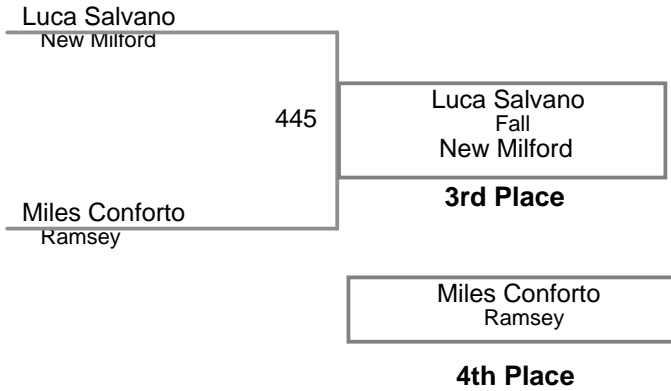 Luca Salvano
New Milford
445
Luca Salvano
Fall
New Milford
3rd Place
Miles Conforto
Ramsey
Miles Conforto
Ramsey
4th Place